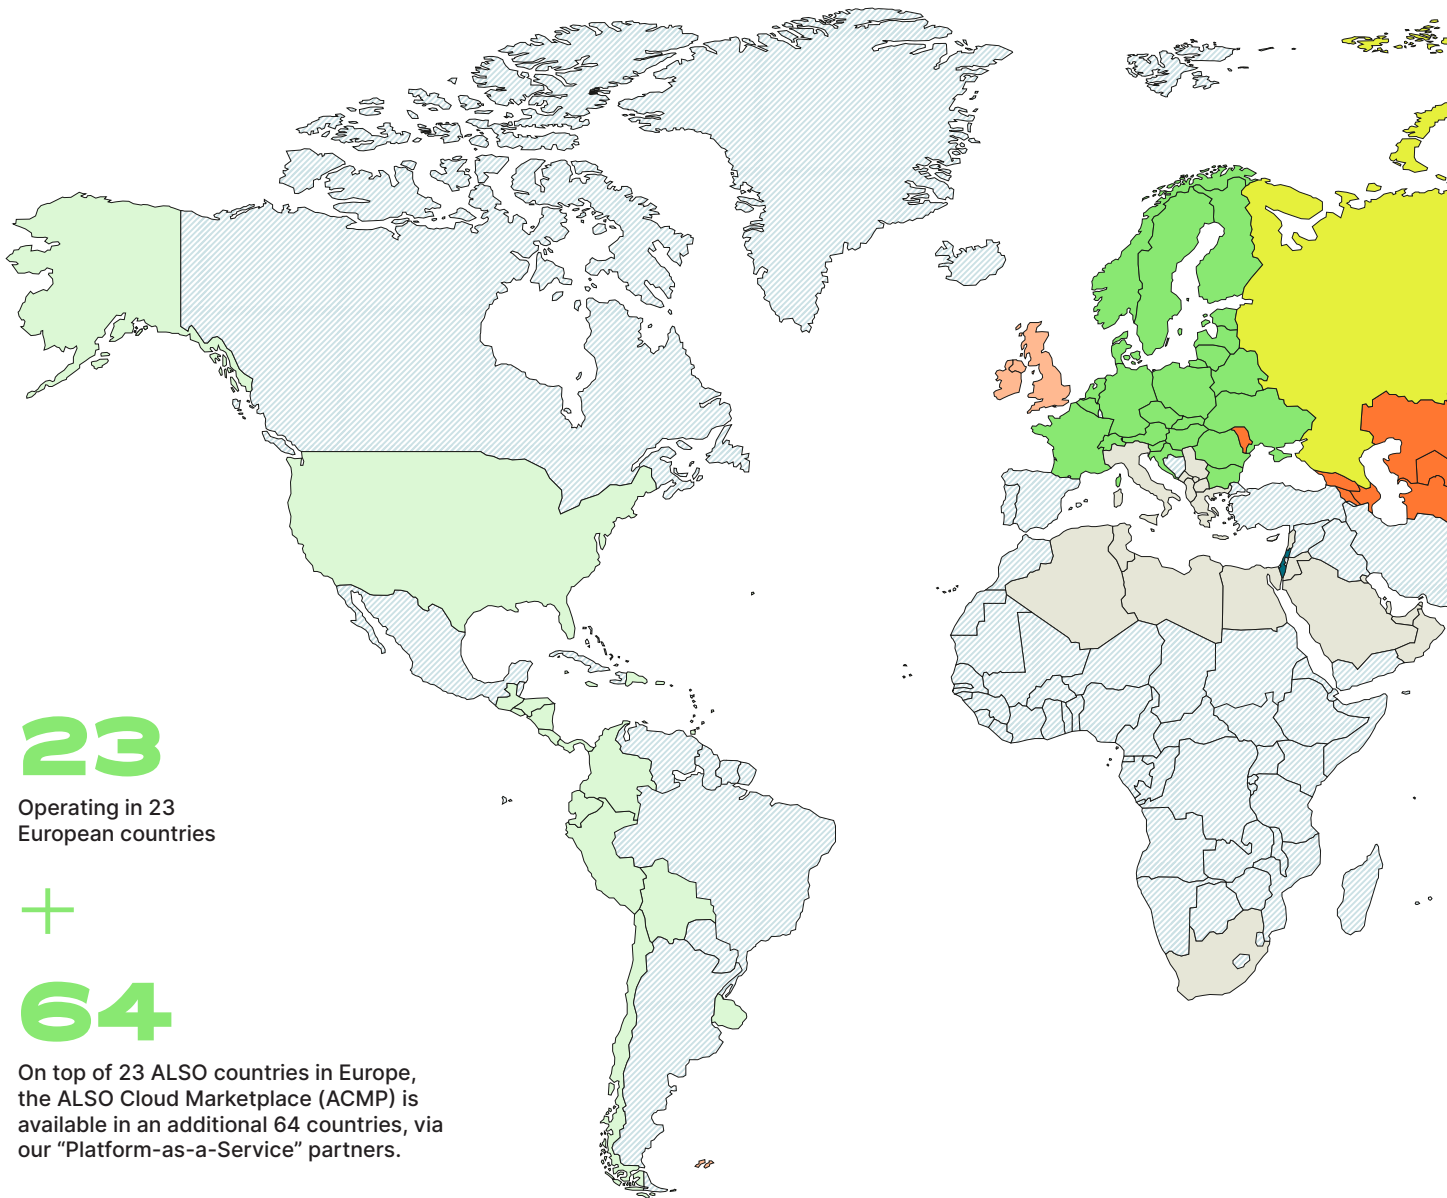 23
Operating in 23
European countries
+
64
On top of 23 ALSO countries in Europe,
the ALSO Cloud Marketplace (ACMP) is
available in an additional 64 countries, via
our “Platform-as-a-Service” partners.